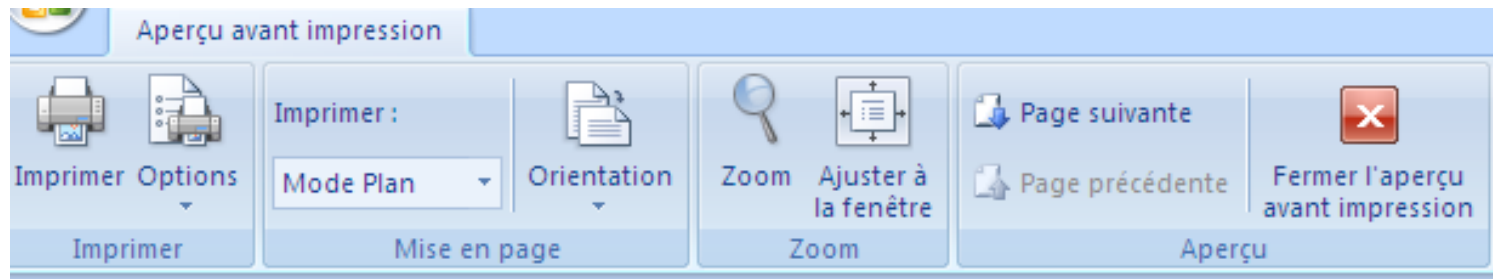 Aperçu avant impression
Imprimer
Options
Imprimer :
Mode Plan
Orientation
Zoom
Ajuster à
la fenêtre
Page suivante
Page précédente
Fermer l'aperçu
avant impression
Imprimer
Mise en page
Zoom
Aperçu